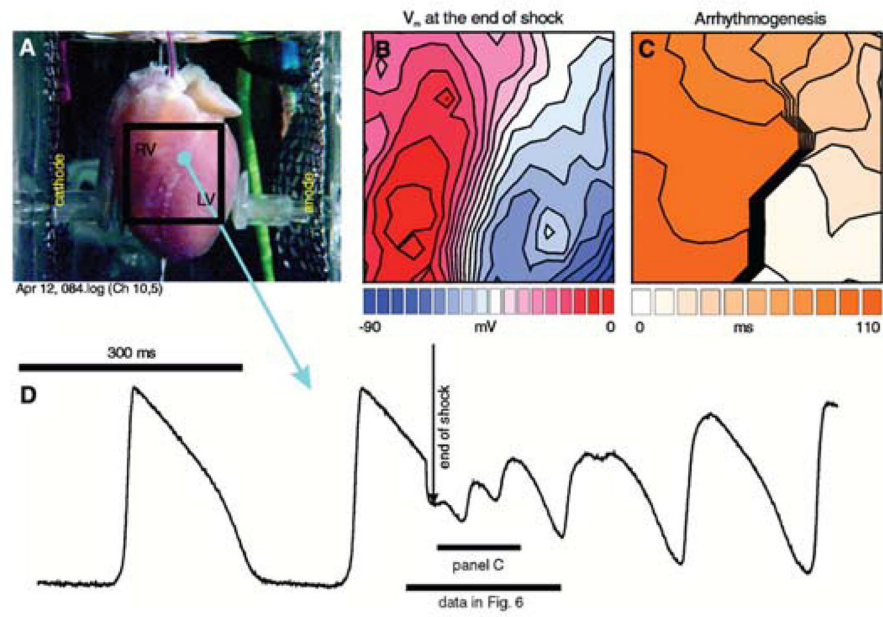 V_m at the end of shock
Arrhythmogenesis
A
B
C
RV
LV
cathode
anode
Apr 12, 084.log (Ch 10,5)
-90 mV 0
0 ms 110
300 ms
D
end of shock
panel C
data in Fig. 6